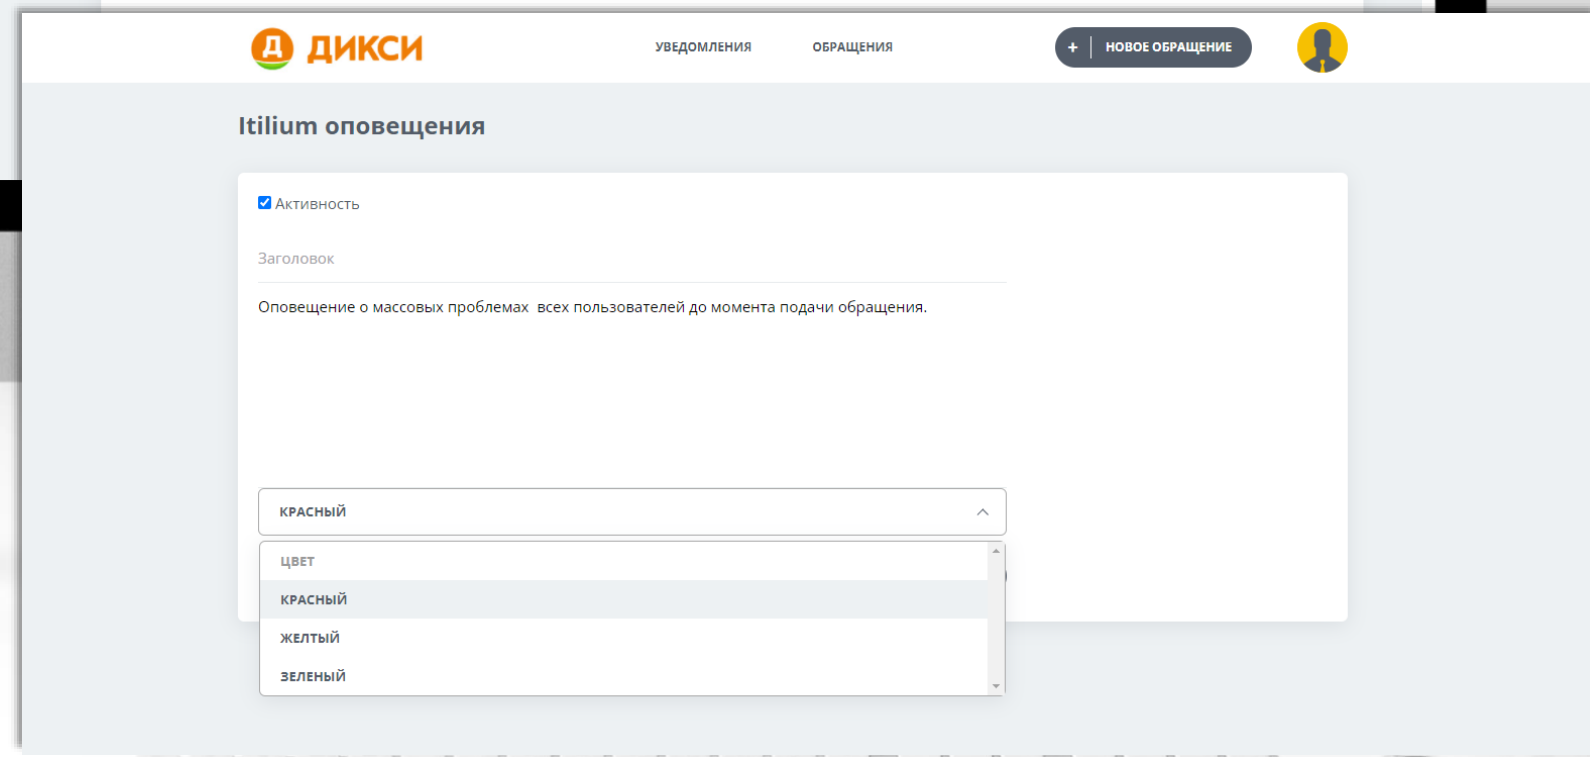 Д ДИКСИ УВЕДОМЛЕНИЯ ОБРАЩЕНИЯ + НОВОЕ ОБРАЩЕНИЕ
Itilium оповещения
Активность
Заголовок
Оповещение о массовых проблемах  всех пользователей до момента подачи обращения.
КРАСНЫЙ
ЦВЕТ
КРАСНЫЙ
ЖЕЛТЫЙ
ЗЕЛЕНЫЙ